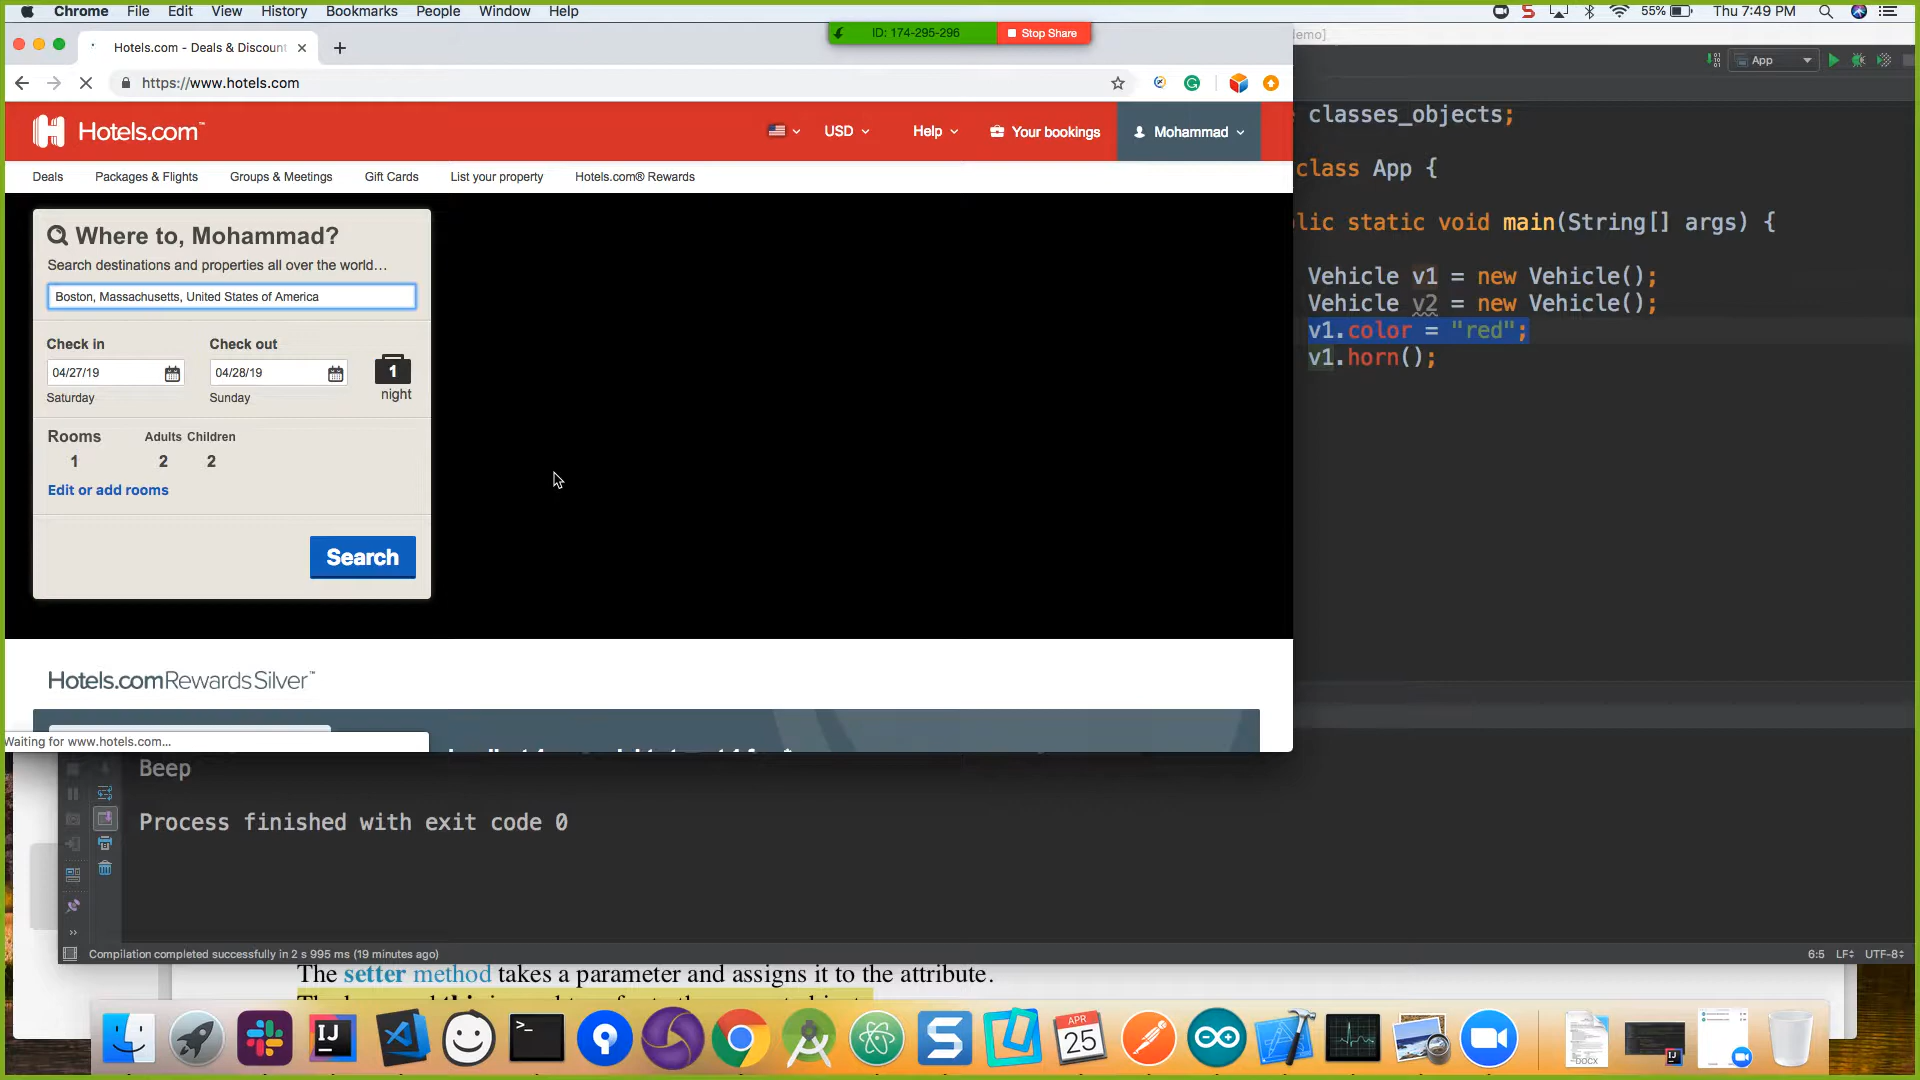 Chrome File Edit View History Bookmarks People Window Help
55% Thu 7:49 PM
Hotels.com - Deals & Discount
ID: 174-295-296 Stop Share
emo]
https://www.hotels.com
App
Hotels.com™
USD Help Your bookings Mohammad
Deals Packages & Flights Groups & Meetings Gift Cards List your property Hotels.com® Rewards
Where to, Mohammad?
Search destinations and properties all over the world…
Boston, Massachusetts, United States of America
Check in Check out
04/27/19 04/28/19 1
night
Saturday Sunday
Rooms Adults Children
1 2 2
Edit or add rooms
Search
Hotels.com Rewards Silver™
Waiting for www.hotels.com...
classes_objects;
class App {
lic static void main(String[] args) {
Vehicle v1 = new Vehicle();
Vehicle v2 = new Vehicle();
v1.color = "red";
v1.horn();
Beep
Process finished with exit code 0
Compilation completed successfully in 2 s 995 ms (19 minutes ago)
6:5 LF UTF-8
The setter method takes a parameter and assigns it to the attribute.
APR
25
DOCX